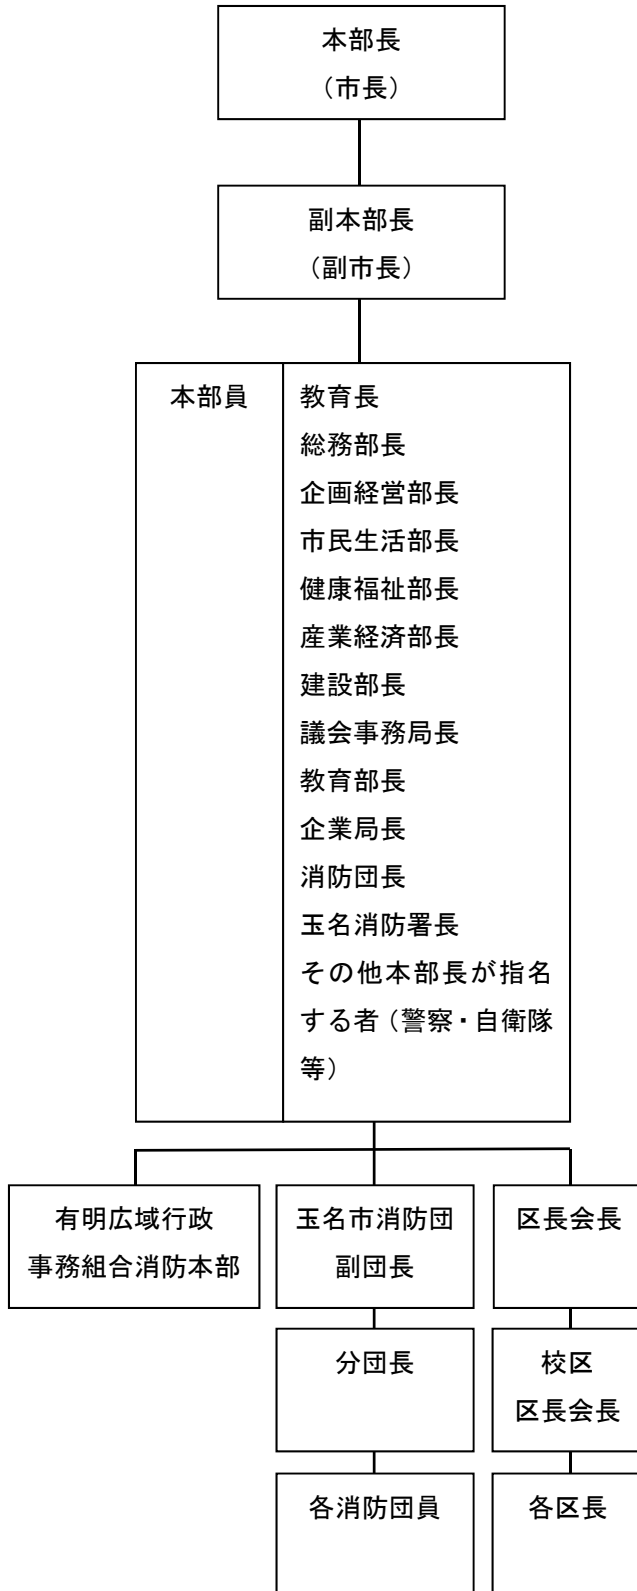 本部長
（市長）
副本部長
（副市長）
本部員
教育長
総務部長
企画経営部長
市民生活部長
健康福祉部長
産業経済部長
建設部長
議会事務局長
教育部長
企業局長
消防団長
玉名消防署長
その他本部長が指名
する者（警察・自衛隊
等）
有明広域行政
事務組合消防本部
玉名市消防団
副団長
区長会長
分団長
校区
区長会長
各消防団員
各区長